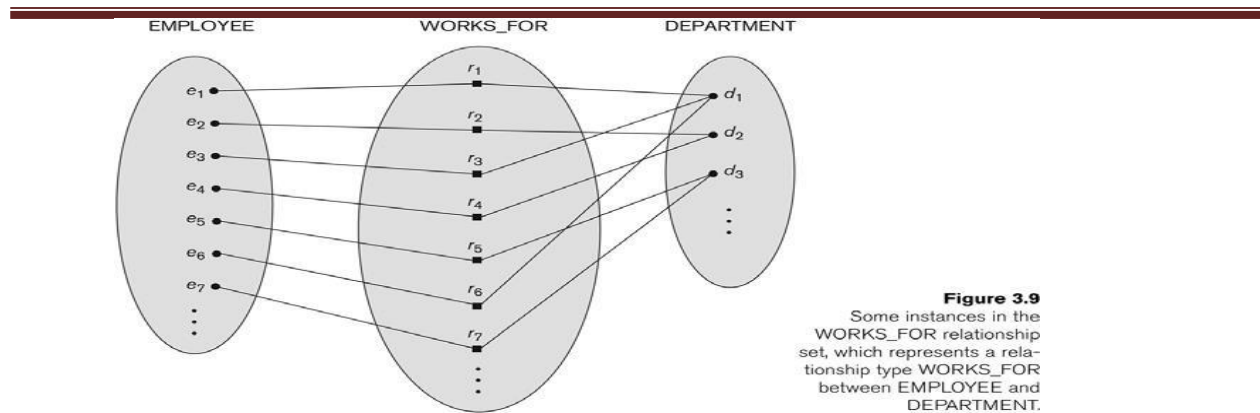 EMPLOYEE WORKS_FOR DEPARTMENT
r1
e1 d1
r2
e2 d2
r3
e3 d3
r4
e4
r5
e5
r6
e6
r7
e7
Figure 3.9
Some instances in the
WORKS_FOR relationship
set, which represents a rela-
tionship type WORKS_FOR
between EMPLOYEE and
DEPARTMENT.